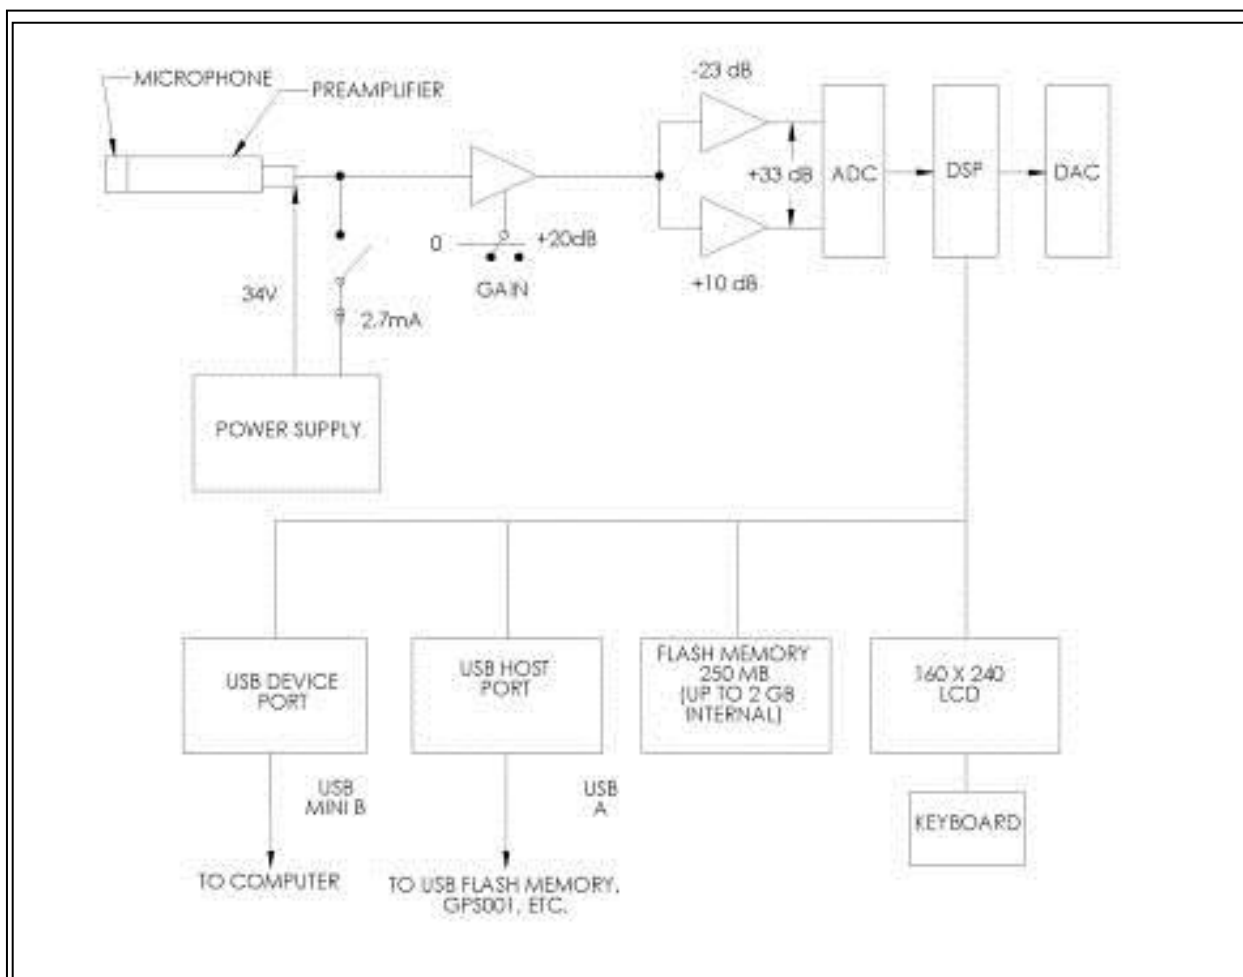 MICROPHONE
PREAMPLIFIER
-23 dB
+33 dB
ADC
DSP
DAC
0
+20dB
GAIN
+10 dB
34V
2.7mA
POWER SUPPLY
USB DEVICE
PORT
USB HOST
PORT
FLASH MEMORY
250 MB
(UP TO 2 GB
INTERNAL)
160 X 240
LCD
USB
MINI B
USB
A
KEYBOARD
TO COMPUTER
TO USB FLASH MEMORY,
GPS001, ETC.